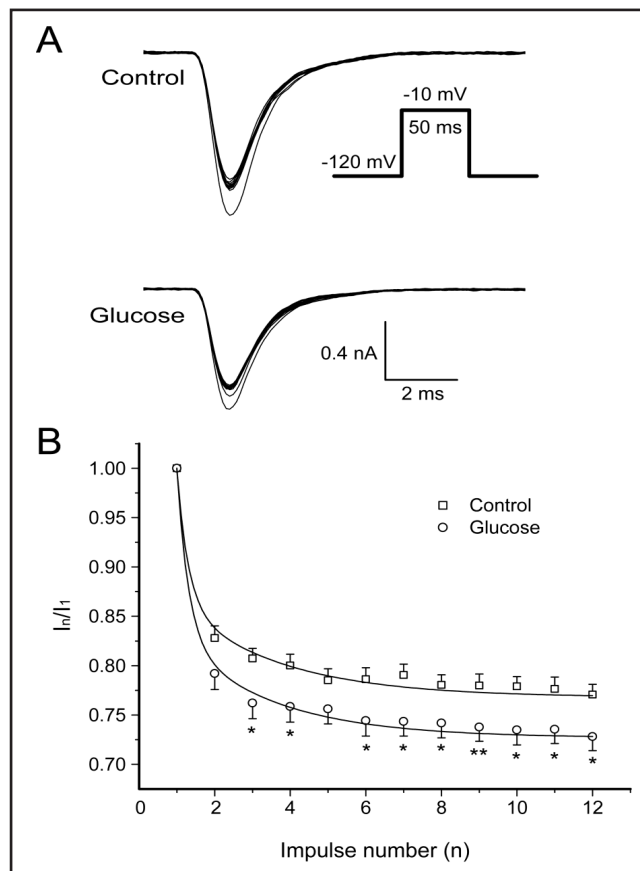 A
Control
-10 mV
50 ms
-120 mV
Glucose
0.4 nA
2 ms
B
1.00
0.95
0.90
0.85
0.80
0.75
0.70
Iₙ/I₁
Control
Glucose
* * * * * ** * * *
0 2 4 6 8 10 12
Impulse number (n)